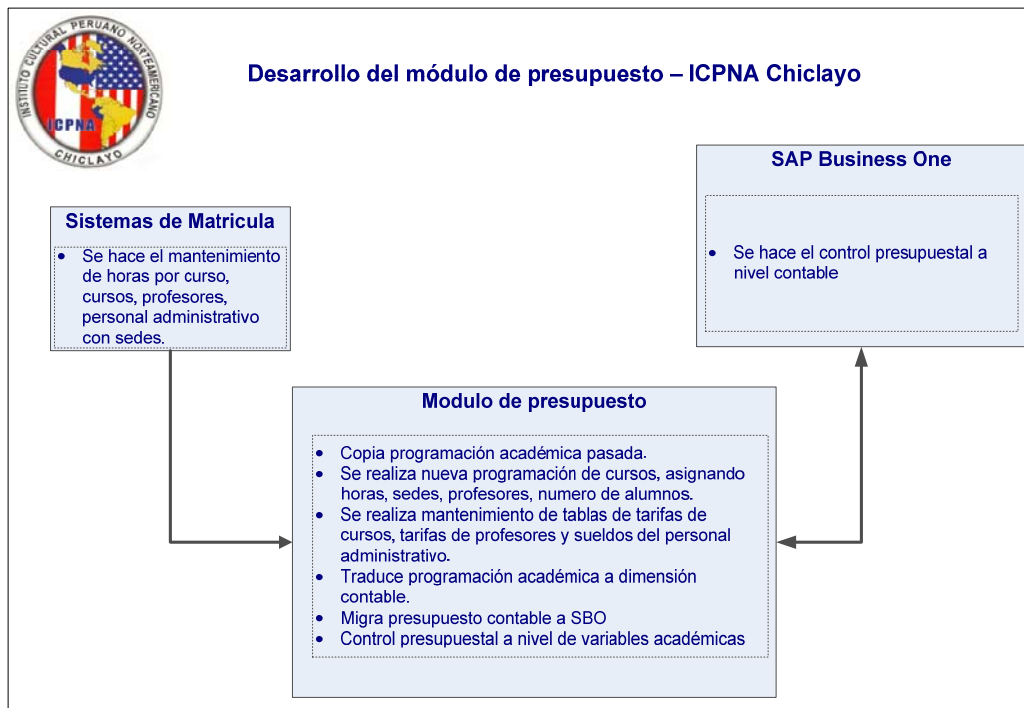 INSTITUTO CULTURAL PERUANO NORTEAMERICANO
ICPNA
CHICLAYO
Desarrollo del módulo de presupuesto – ICPNA Chiclayo
SAP Business One
• Se hace el control presupuestal a
nivel contable
Sistemas de Matricula
• Se hace el mantenimiento
de horas por curso,
cursos, profesores,
personal administrativo
con sedes.
Modulo de presupuesto
• Copia programación académica pasada.
• Se realiza nueva programación de cursos, asignando
horas, sedes, profesores, numero de alumnos.
• Se realiza mantenimiento de tablas de tarifas de
cursos, tarifas de profesores y sueldos del personal
administrativo.
• Traduce programación académica a dimensión
contable.
• Migra presupuesto contable a SBO
• Control presupuestal a nivel de variables académicas